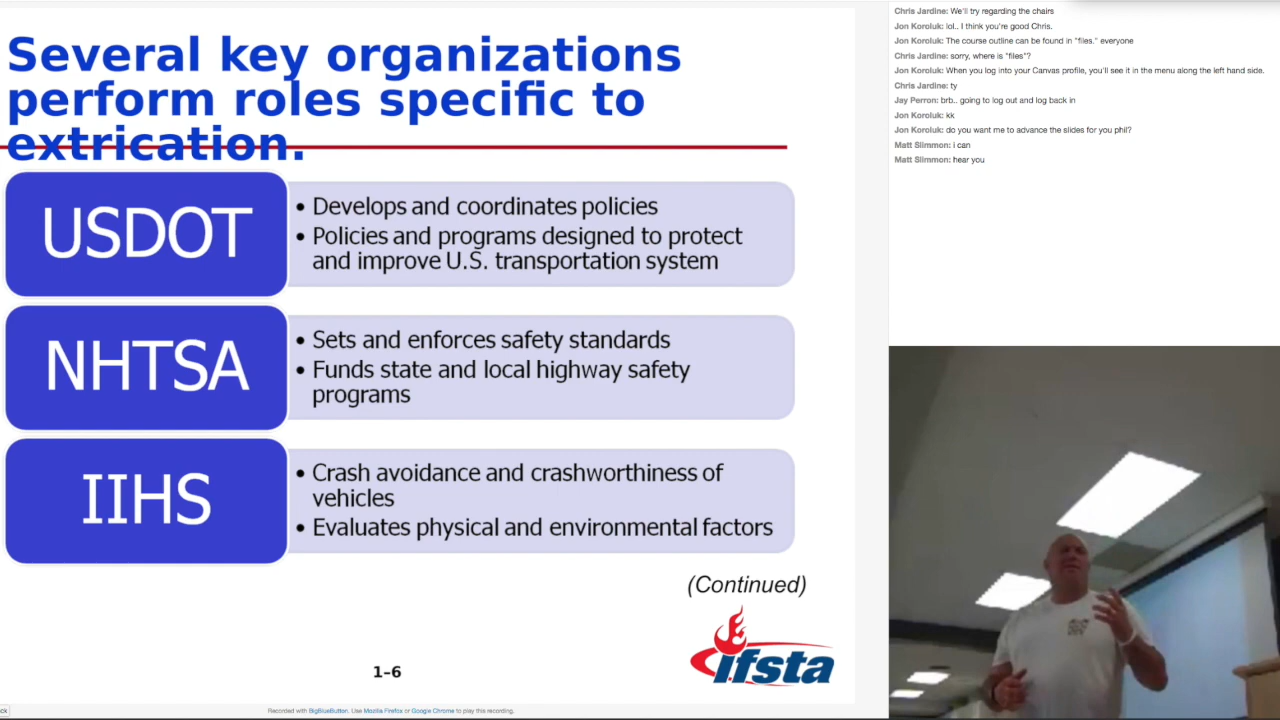 Several key organizations
perform roles specific to
extrication.
USDOT
• Develops and coordinates policies
• Policies and programs designed to protect
and improve U.S. transportation system
NHTSA
• Sets and enforces safety standards
• Funds state and local highway safety
programs
IIHS
• Crash avoidance and crashworthiness of
vehicles
• Evaluates physical and environmental factors
(Continued)
ifsta
1–6
Recorded with BigBlueButton. Use Mozilla Firefox or Google Chrome to play this recording.
Chris Jardine: We'll try regarding the chairs
Jon Koroluk: lol.. I think you're good Chris.
Jon Koroluk: The course outline can be found in "files." everyone
Chris Jardine: sorry, where is "files"?
Jon Koroluk: When you log into your Canvas profile, you'll see it in the menu along the left hand side.
Chris Jardine: ty
Jay Perron: brb.. going to log out and log back in
Jon Koroluk: kk
Jon Koroluk: do you want me to advance the slides for you phil?
Matt Slimmon: i can
Matt Slimmon: hear you